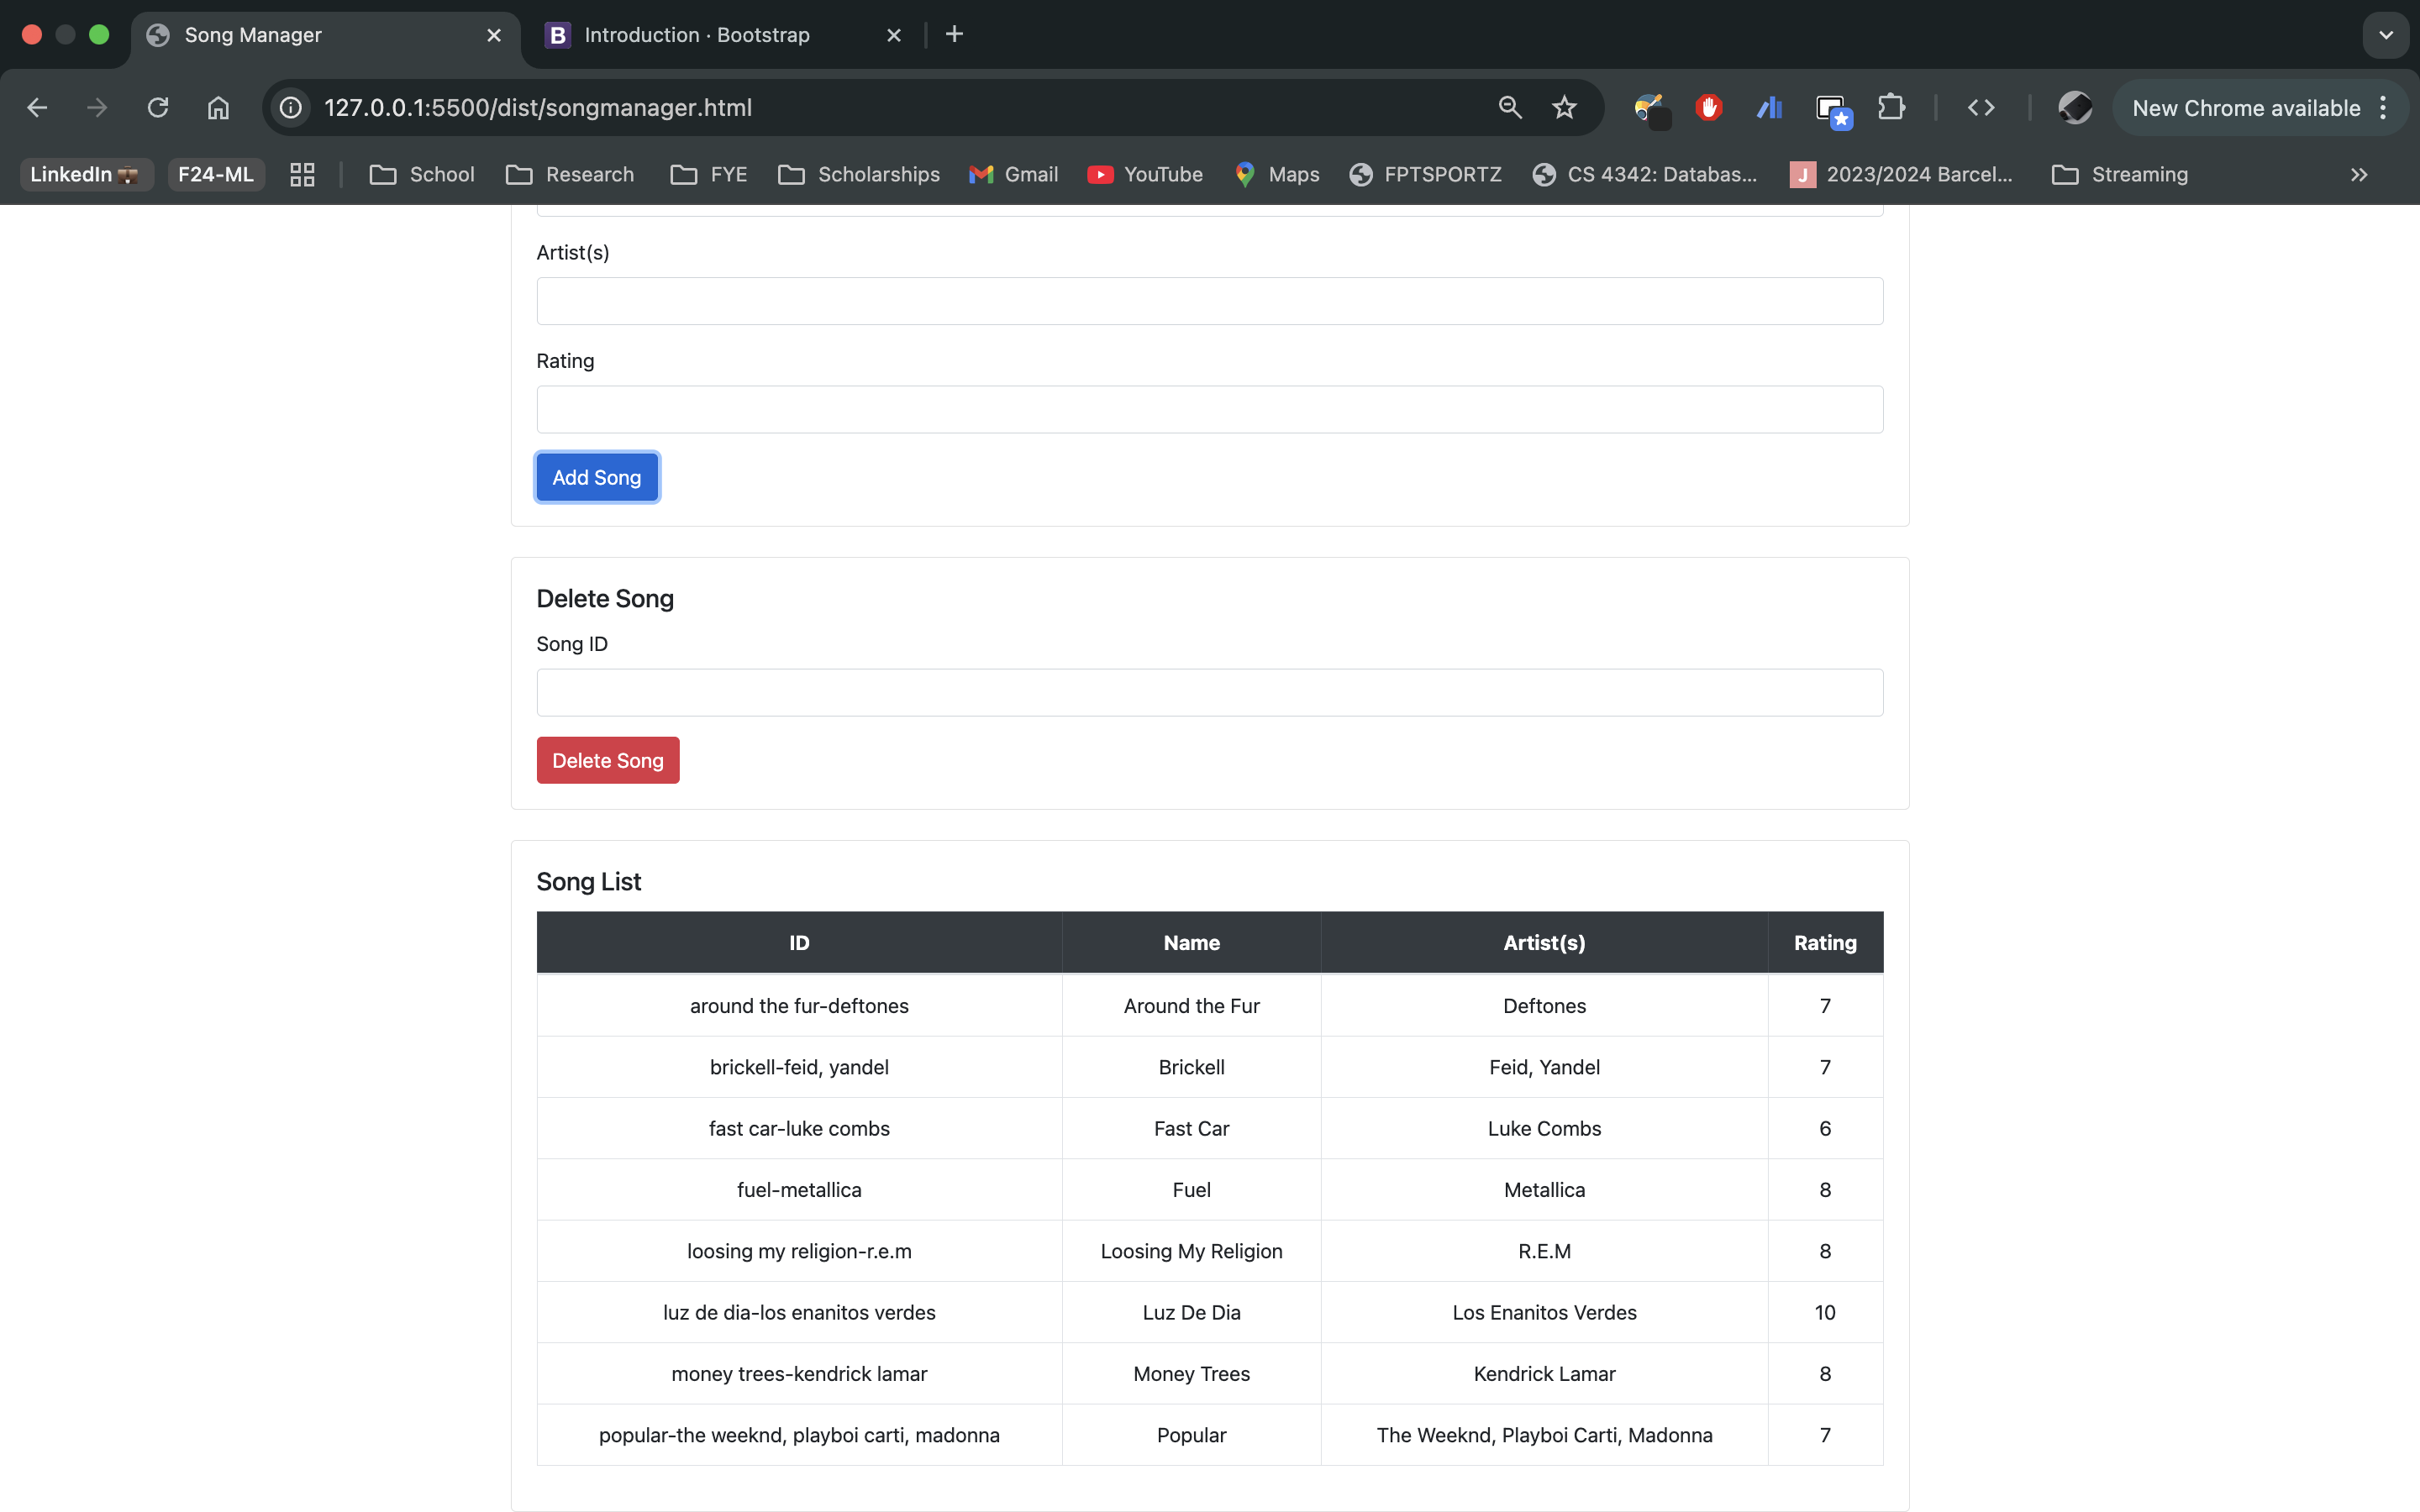 Song Manager
Introduction · Bootstrap
127.0.0.1:5500/dist/songmanager.html
New Chrome available
LinkedIn F24-ML School Research FYE Scholarships Gmail YouTube Maps FPTSPORTZ CS 4342: Databas... J 2023/2024 Barcel... Streaming
Artist(s)
Rating
Add Song
Delete Song
Song ID
Delete Song
Song List
ID Name Artist(s) Rating
around the fur-deftones Around the Fur Deftones 7
brickell-feid, yandel Brickell Feid, Yandel 7
fast car-luke combs Fast Car Luke Combs 6
fuel-metallica Fuel Metallica 8
loosing my religion-r.e.m Loosing My Religion R.E.M 8
luz de dia-los enanitos verdes Luz De Dia Los Enanitos Verdes 10
money trees-kendrick lamar Money Trees Kendrick Lamar 8
popular-the weeknd, playboi carti, madonna Popular The Weeknd, Playboi Carti, Madonna 7